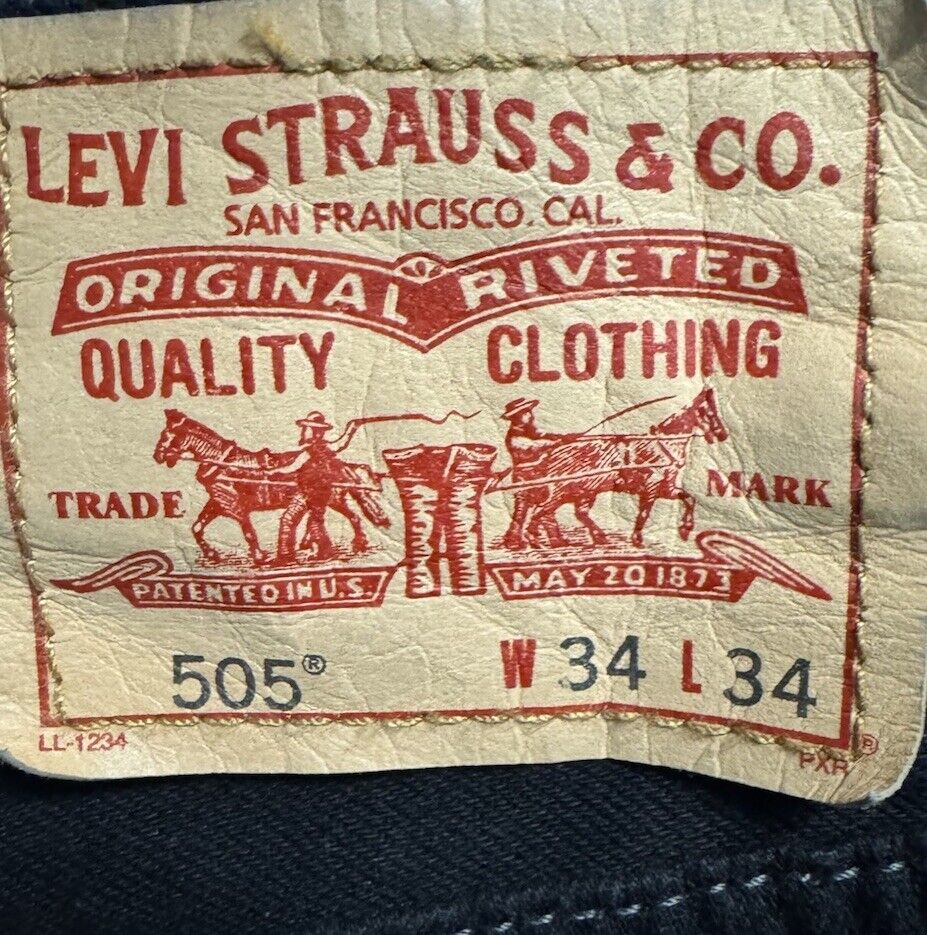 LEVI STRAUSS & CO.
SAN FRANCISCO. CAL.
ORIGINAL RIVETED
QUALITY CLOTHING
TRADE MARK
PATENTED IN U.S. MAY 20 1873
505® W 34 L 34
LL-1234 PXR®